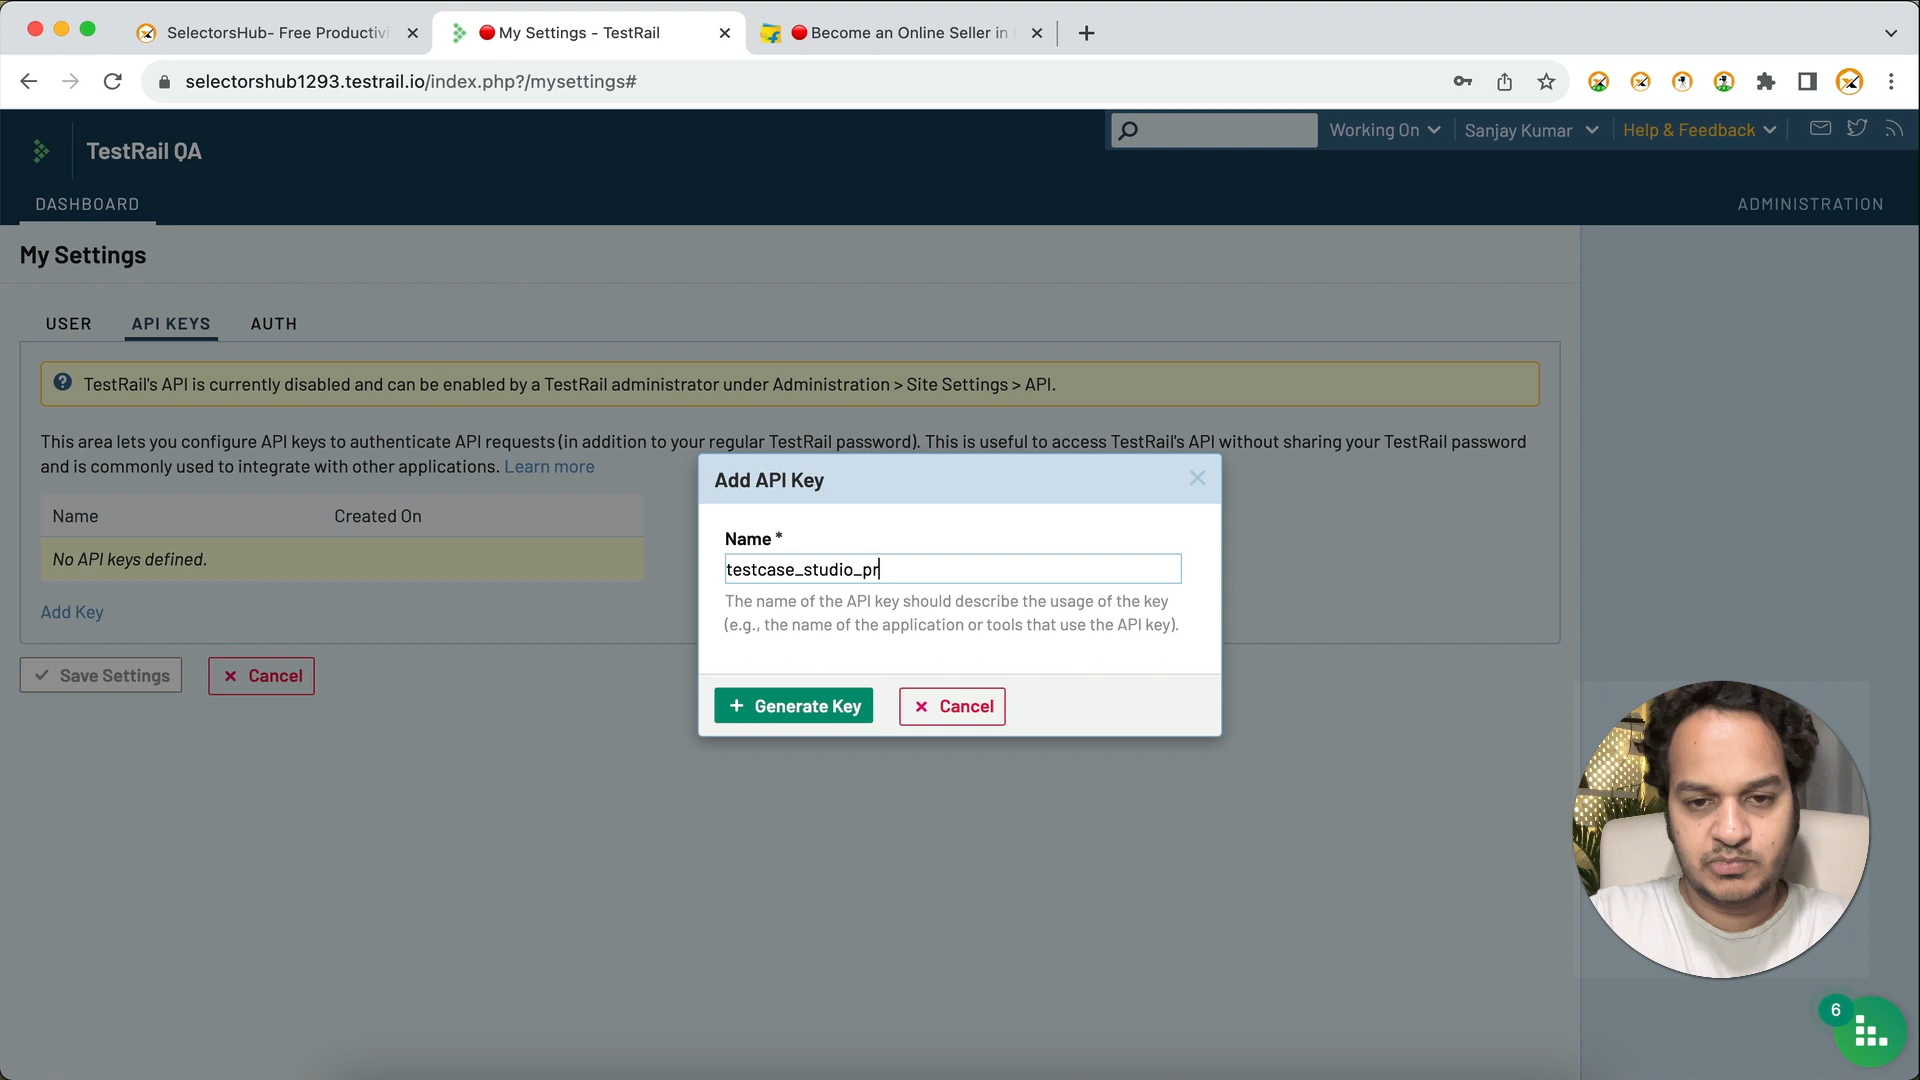 SelectorsHub- Free Productivi
My Settings - TestRail
Become an Online Seller in
selectorshub1293.testrail.io/index.php?/mysettings#
TestRail QA
Working On
Sanjay Kumar
Help & Feedback
DASHBOARD
ADMINISTRATION
My Settings
USER
API KEYS
AUTH
TestRail's API is currently disabled and can be enabled by a TestRail administrator under Administration > Site Settings > API.
This area lets you configure API keys to authenticate API requests (in addition to your regular TestRail password). This is useful to access TestRail's API without sharing your TestRail password
and is commonly used to integrate with other applications. Learn more
Name
Created On
No API keys defined.
Add Key
Save Settings
Cancel
Add API Key
Name *
testcase_studio_pr
The name of the API key should describe the usage of the key
(e.g., the name of the application or tools that use the API key).
+ Generate Key
Cancel
6